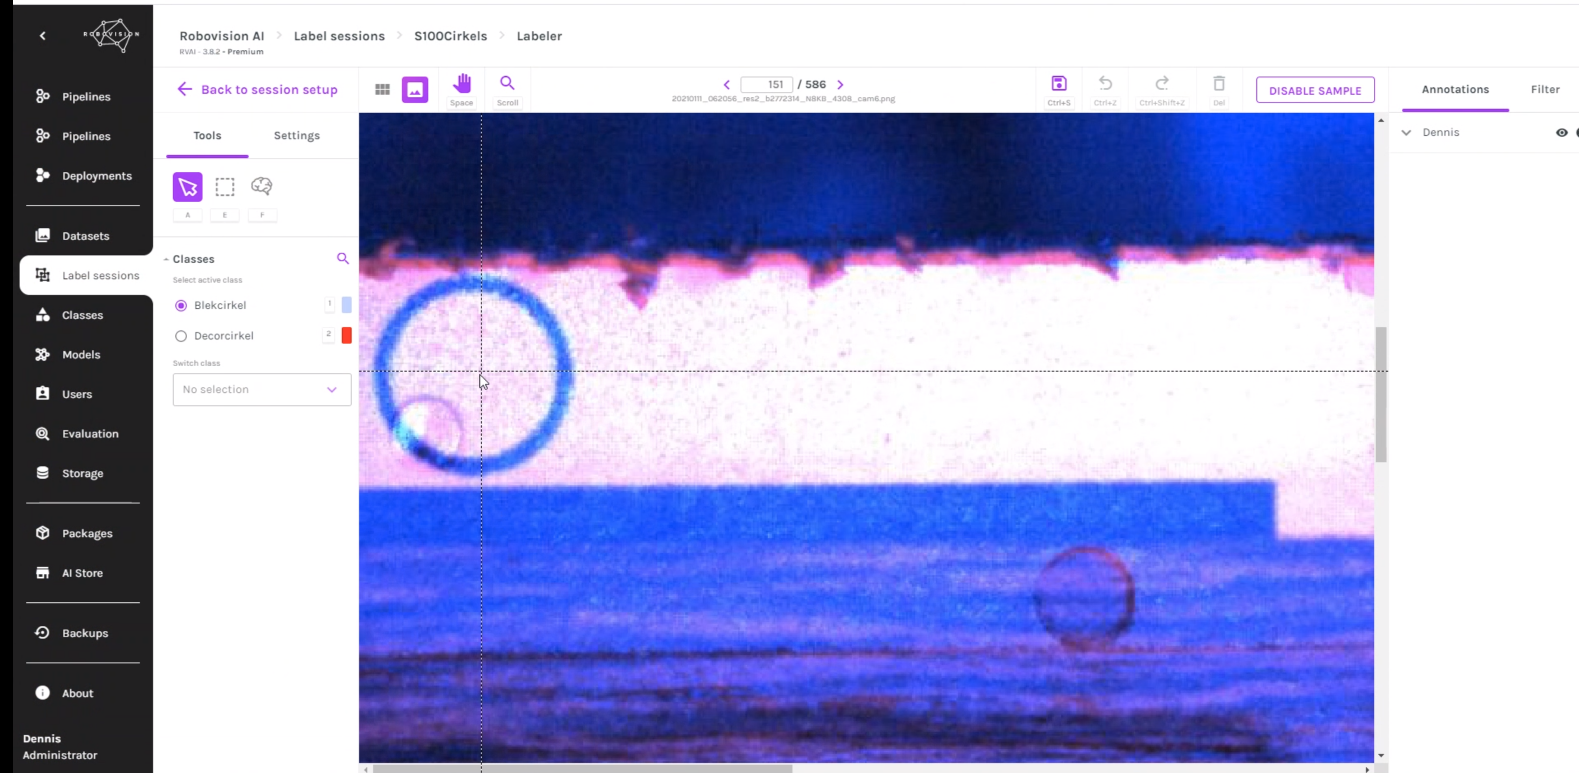 ROBOVISION
Robovision AI > Label sessions > S100Cirkels > Labeler
RVAI - 3.8.2 - Premium
Pipelines
Pipelines
Deployments
Datasets
Label sessions
Classes
Models
Users
Evaluation
Storage
Packages
AI Store
Backups
About
Dennis
Administrator
Back to session setup
Space
Scroll
151 / 586
20210111_062056_res2_b2772314_N8K8_4308_cam6.png
Ctrl+S
Ctrl+Z
Ctrl+Shift+Z
Del
DISABLE SAMPLE
Tools
Settings
A
E
F
Classes
Select active class
Blekcirkel 1
Decorcirkel 2
Switch class
No selection
Annotations
Filter
Dennis